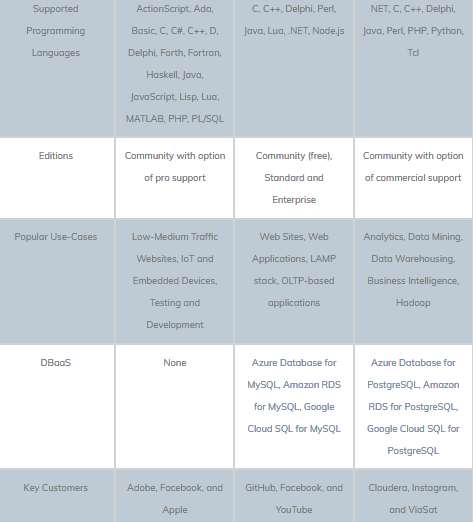 Supported
Programming
Languages
ActionScript, Ada,
Basic, C, C#, C++, D,
Delphi, Forth, Fortran,
Haskell, Java,
JavaScript, Lisp, Lua,
MATLAB, PHP, PL/SQL
C, C++, Delphi, Perl,
Java, Lua, .NET, Node.js
NET, C, C++, Delphi,
Java, Perl, PHP, Python,
Tcl
Editions
Community with option
of pro support
Community (free),
Standard and
Enterprise
Community with option
of commercial support
Popular Use-Cases
Low-Medium Traffic
Websites, IoT and
Embedded Devices,
Testing and
Development
Web Sites, Web
Applications, LAMP
stack, OLTP-based
applications
Analytics, Data Mining,
Data Warehousing,
Business Intelligence,
Hadoop
DBaaS
None
Azure Database for
MySQL, Amazon RDS
for MySQL, Google
Cloud SQL for MySQL
Azure Database for
PostgreSQL, Amazon
RDS for PostgreSQL,
Google Cloud SQL for
PostgreSQL
Key Customers
Adobe, Facebook, and
Apple
GitHub, Facebook, and
YouTube
Cloudera, Instagram,
and ViaSat